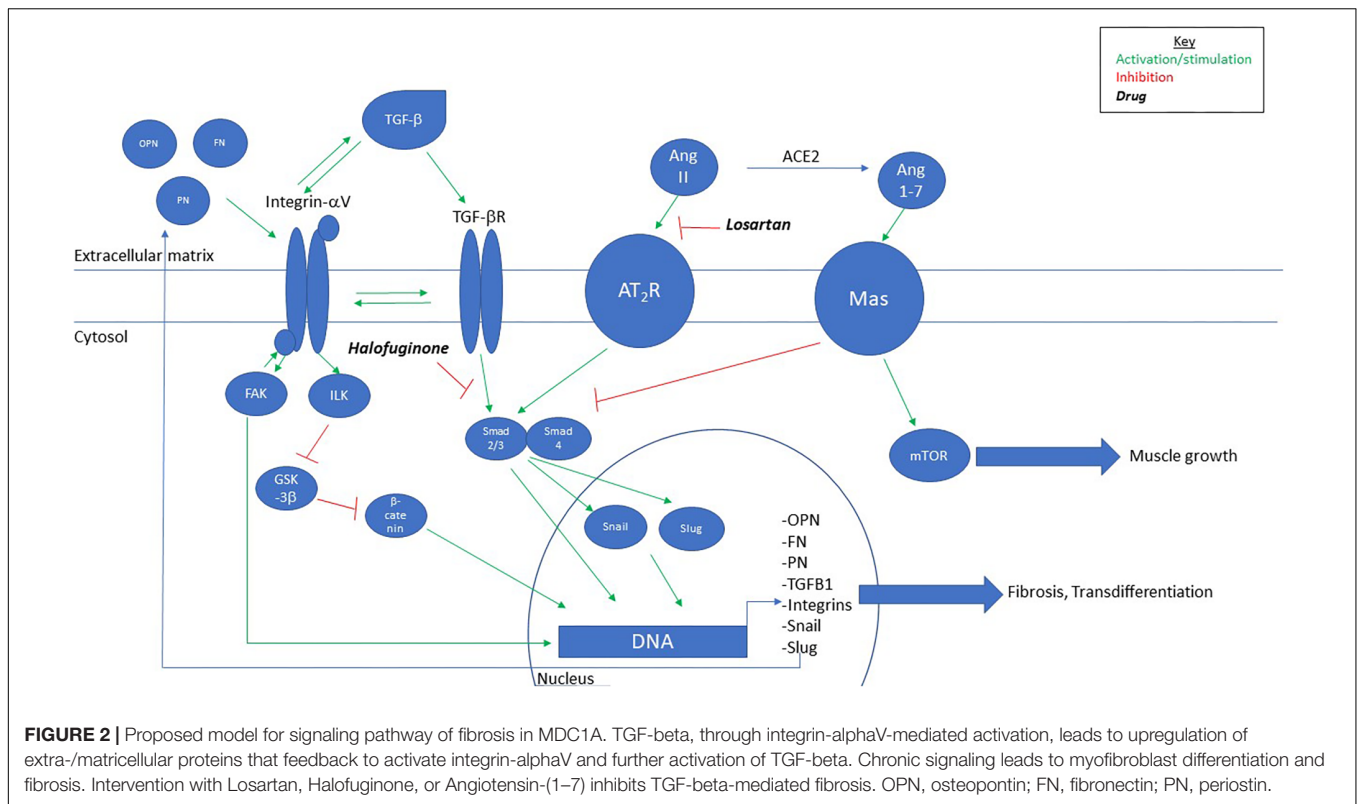 Key
Activation/stimulation
Inhibition
Drug
TGF-β
OPN
FN
PN
Integrin-αV
TGF-βR
Ang
II
ACE2
Ang
1-7
Losartan
Extracellular matrix
AT₂R
Mas
Cytosol
Halofuginone
FAK
ILK
Smad
2/3
Smad
4
mTOR
Muscle growth
GSK
-3β
β-
cate
nin
Snail
Slug
-OPN
-FN
-PN
-TGFB1
-Integrins
-Snail
-Slug
Fibrosis, Transdifferentiation
DNA
Nucleus
FIGURE 2 | Proposed model for signaling pathway of fibrosis in MDC1A. TGF-beta, through integrin-alphaV-mediated activation, leads to upregulation of
extra-/matricellular proteins that feedback to activate integrin-alphaV and further activation of TGF-beta. Chronic signaling leads to myofibroblast differentiation and
fibrosis. Intervention with Losartan, Halofuginone, or Angiotensin-(1–7) inhibits TGF-beta-mediated fibrosis. OPN, osteopontin; FN, fibronectin; PN, periostin.